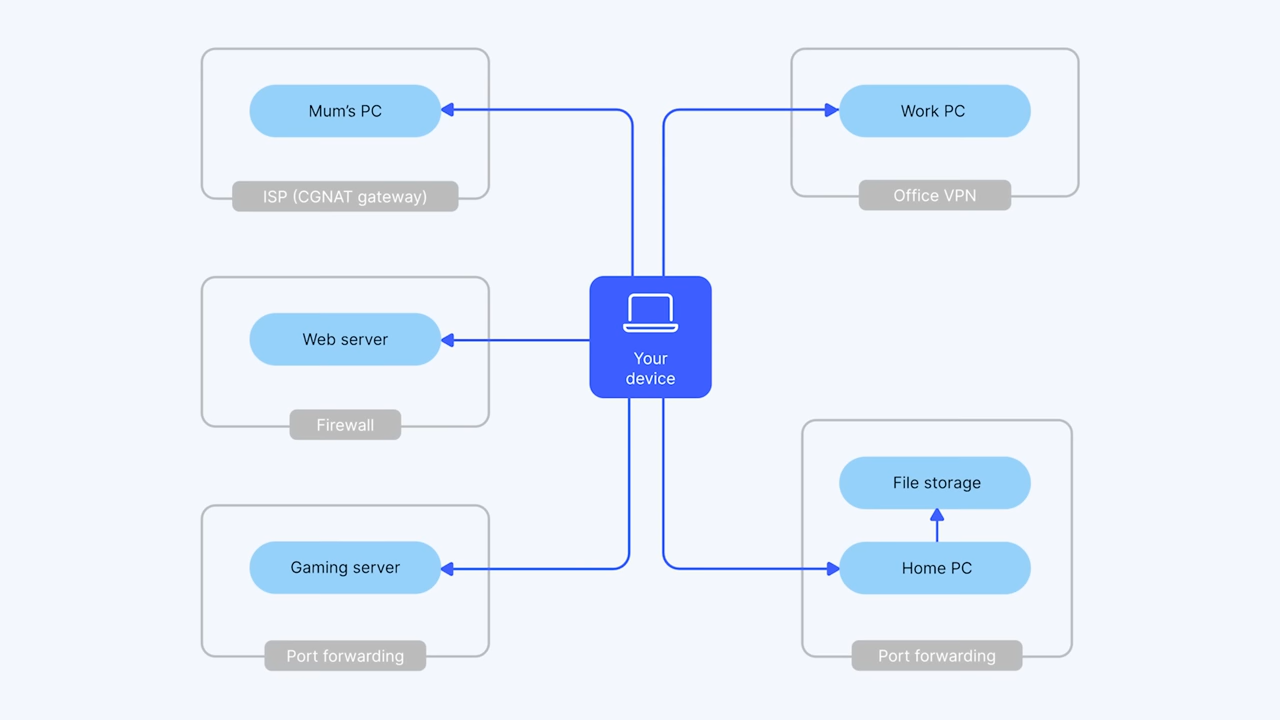 Mum’s PC
ISP (CGNAT gateway)
Work PC
Office VPN
Web server
Firewall
Your
device
Gaming server
Port forwarding
File storage
Home PC
Port forwarding